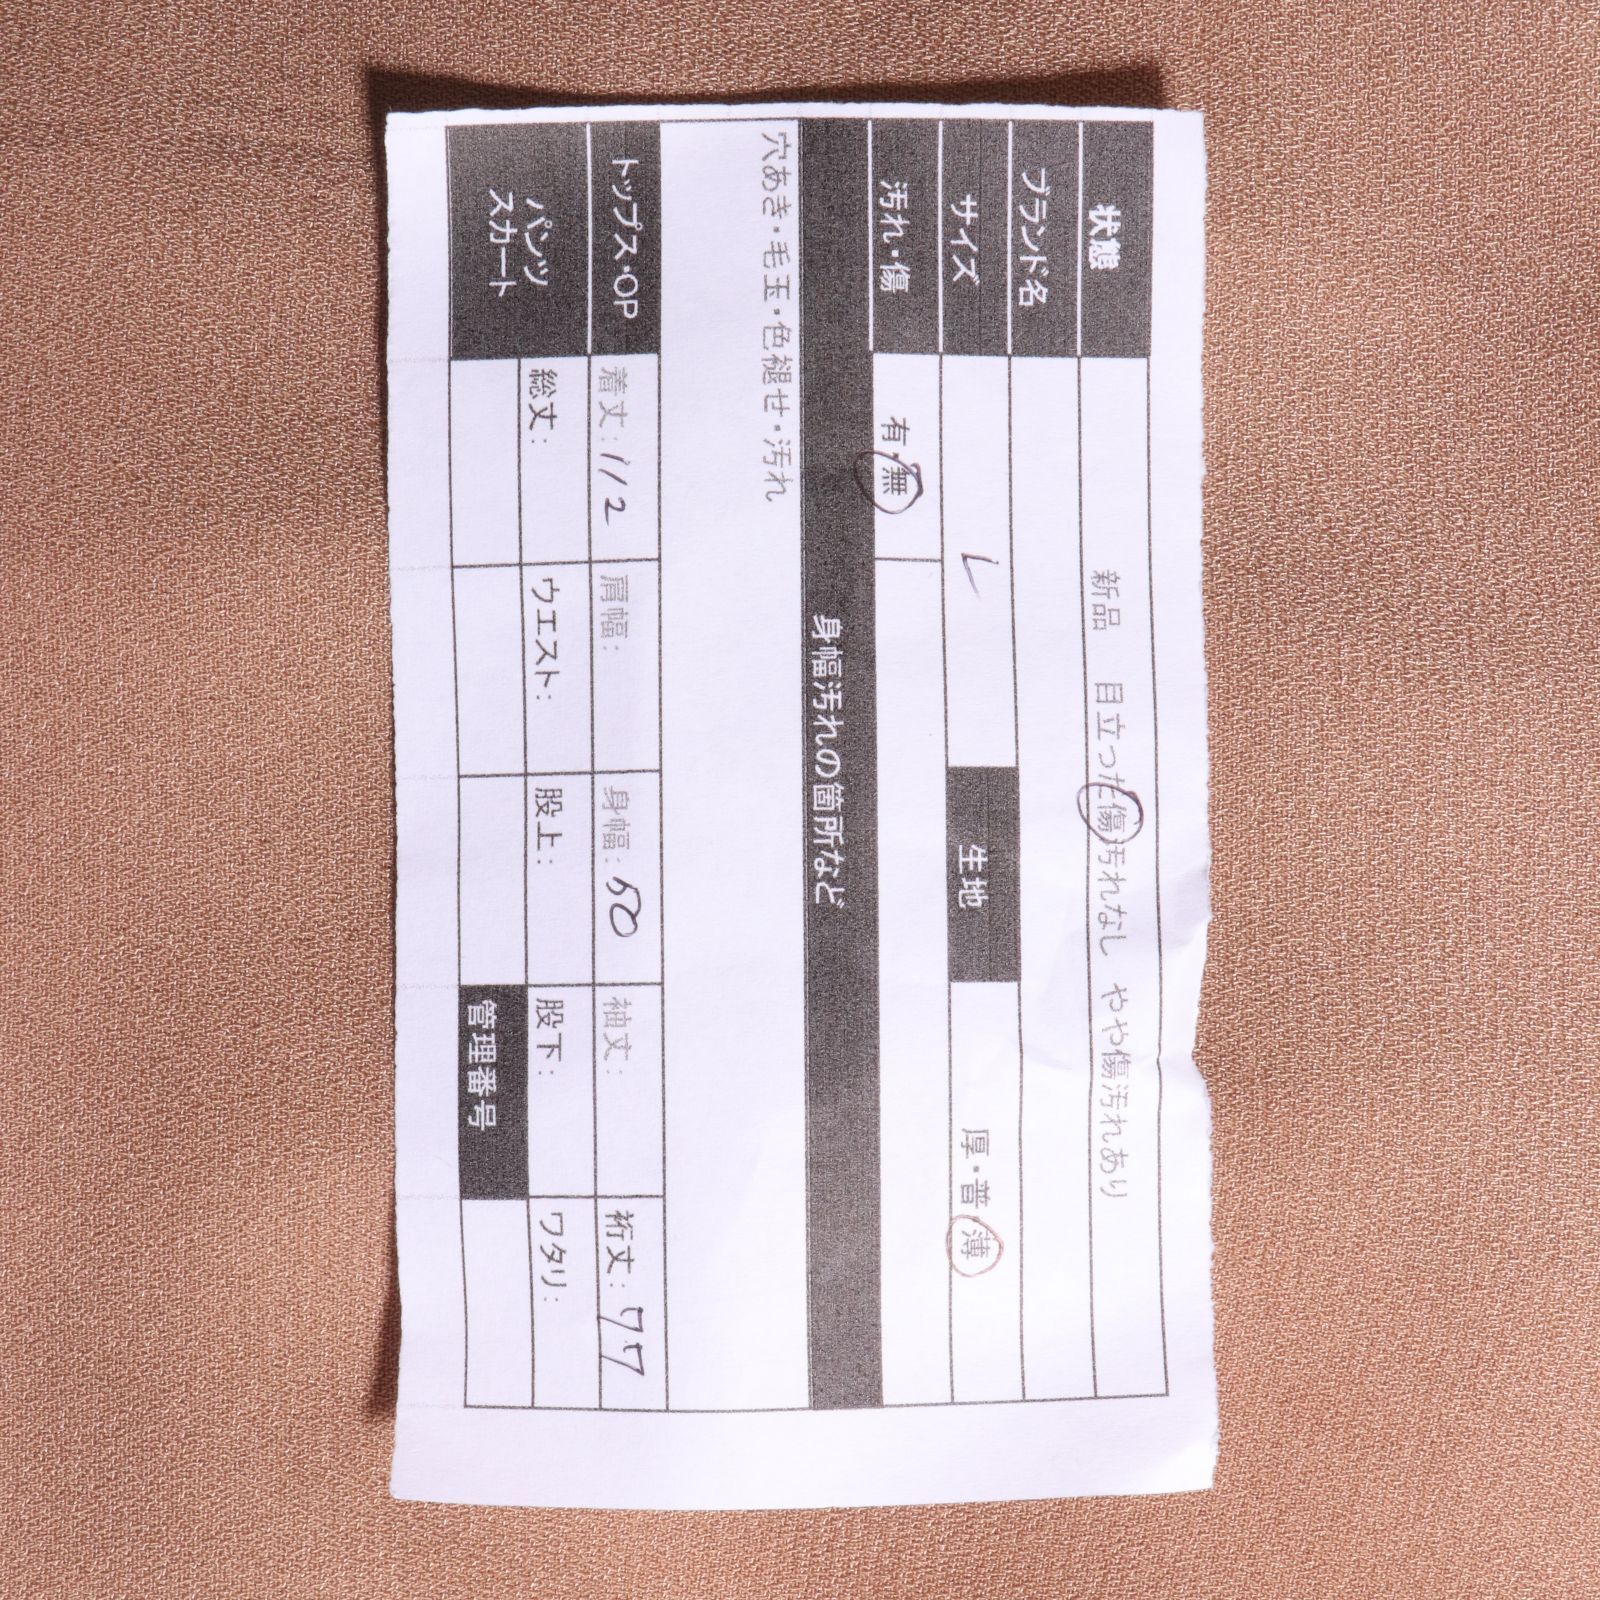 状態 新品 目立った傷汚れなし やや傷汚れあり
ブランド名
サイズ L 生地 厚・普・薄
汚れ・傷 有・無
身幅汚れの箇所など
穴あき・毛玉・色褪せ・汚れ
トップス・OP 着丈:112 肩幅: 身幅:50 袖丈: 裄丈:77
パンツ
スカート
総丈: ウエスト: 股上: 股下: ワタリ:
管理番号